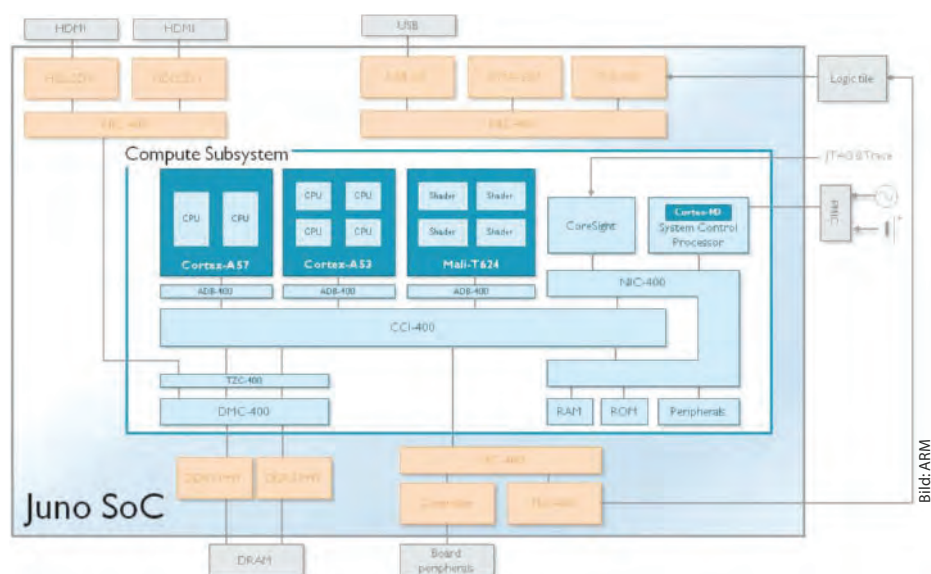 HDMI
HDMI
USB
Logic tile
Compute Subsystem
JTAG & Trace
PMIC
CPU
CPU
Cortex-A57
CPU
CPU
CPU
CPU
Cortex-A53
Shader
Shader
Shader
Shader
Mali-T624
CoreSight
Cortex-M3
System Control
Processor
ADB-400
ADB-400
ADB-400
NIC-400
CCI-400
TZC-400
DMC-400
RAM
ROM
Peripherals
Juno SoC
DRAM
Board
peripherals
Bild: ARM